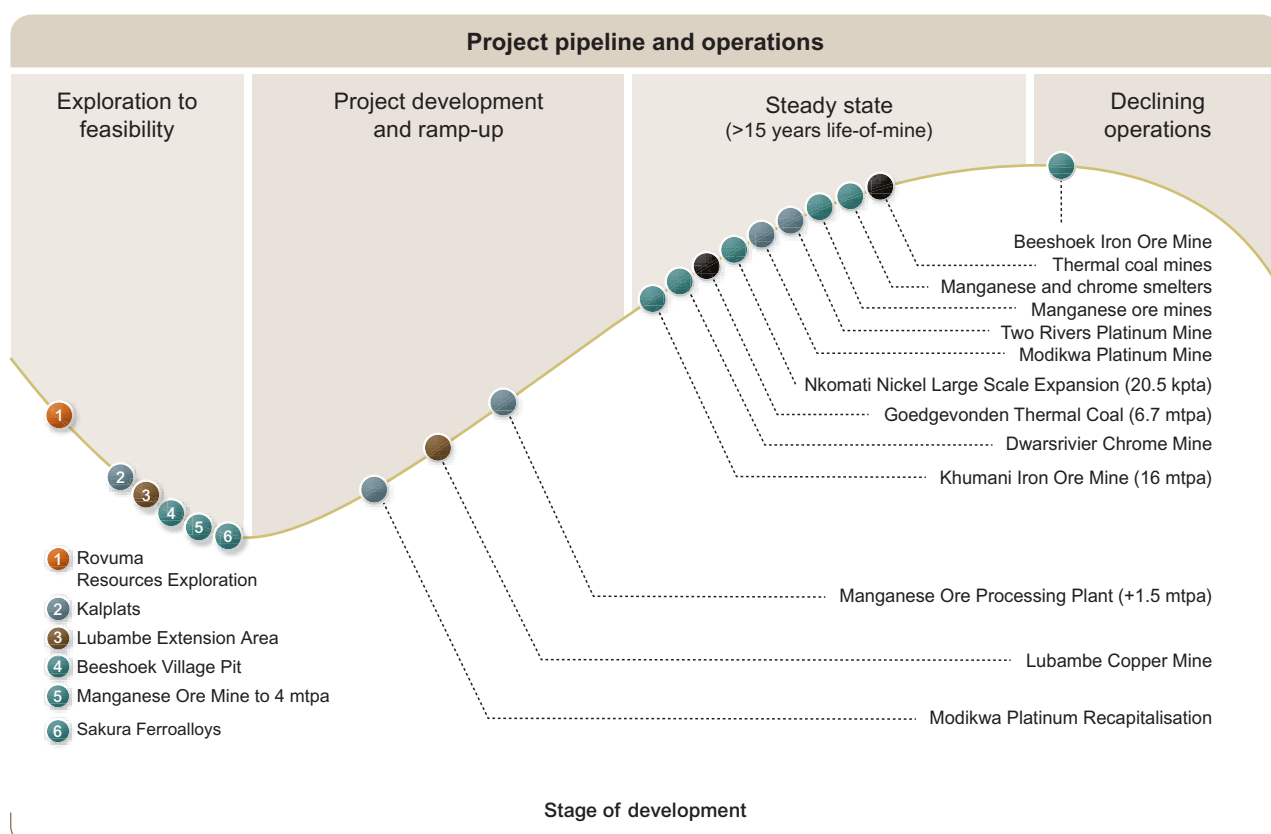 Project pipeline and operations
Exploration to
feasibility
Project development
and ramp-up
Steady state
(>15 years life-of-mine)
Declining
operations
Beeshoek Iron Ore Mine
Thermal coal mines
Manganese and chrome smelters
Manganese ore mines
Two Rivers Platinum Mine
Modikwa Platinum Mine
Nkomati Nickel Large Scale Expansion (20.5 kpta)
Goedgevonden Thermal Coal (6.7 mtpa)
Dwarsrivier Chrome Mine
Khumani Iron Ore Mine (16 mtpa)
1
2
3
4
5
6
1 Rovuma
Resources Exploration
2 Kalplats
3 Lubambe Extension Area
4 Beeshoek Village Pit
5 Manganese Ore Mine to 4 mtpa
6 Sakura Ferroalloys
Manganese Ore Processing Plant (+1.5 mtpa)
Lubambe Copper Mine
Modikwa Platinum Recapitalisation
Stage of development